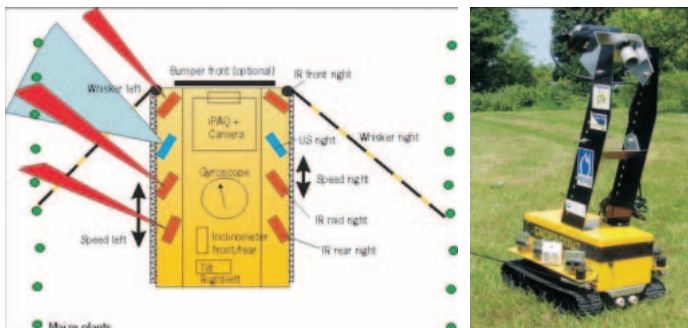 Bumper front (optional)
IR front right
Whisker left
iPAQ +
Camera
US right
Whisker right
Gyroscope
Speed right
IR mid right
Speed left
Inclinometer
front/rear
IR rear right
Tilt
Right-left
Maize plants
CROPSCOUT